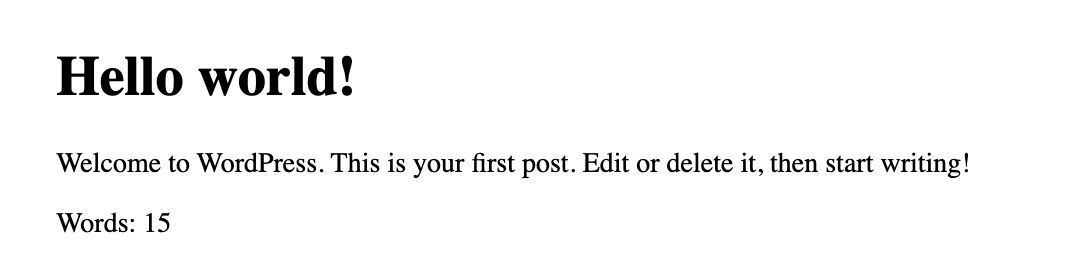 Hello world!
Welcome to WordPress. This is your first post. Edit or delete it, then start writing!
Words: 15